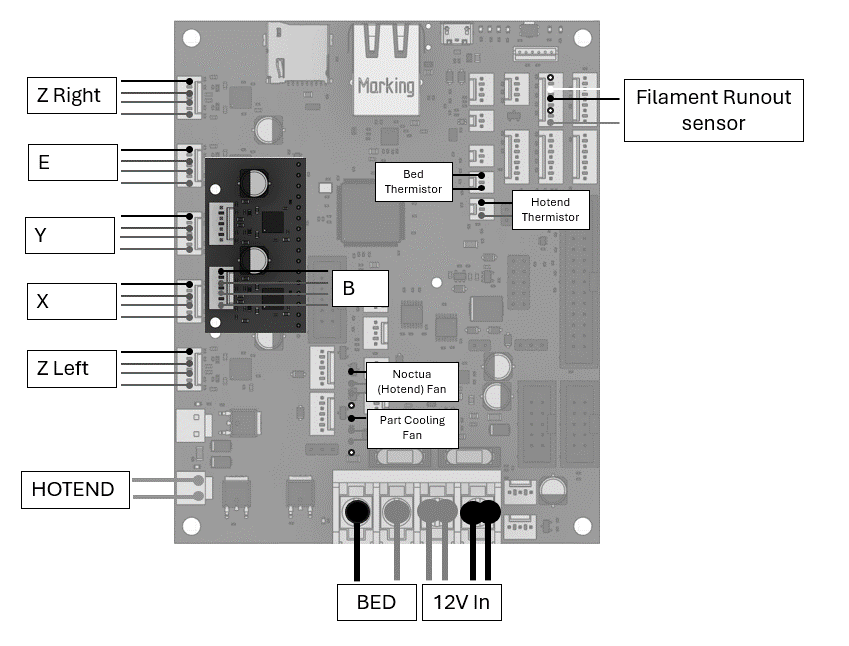 Marking
Z Right
Filament Runout
sensor
E
Bed
Thermistor
Hotend
Thermistor
Y
B
X
Z Left
Noctua
(Hotend) Fan
Part Cooling
Fan
HOTEND
BED
12V In